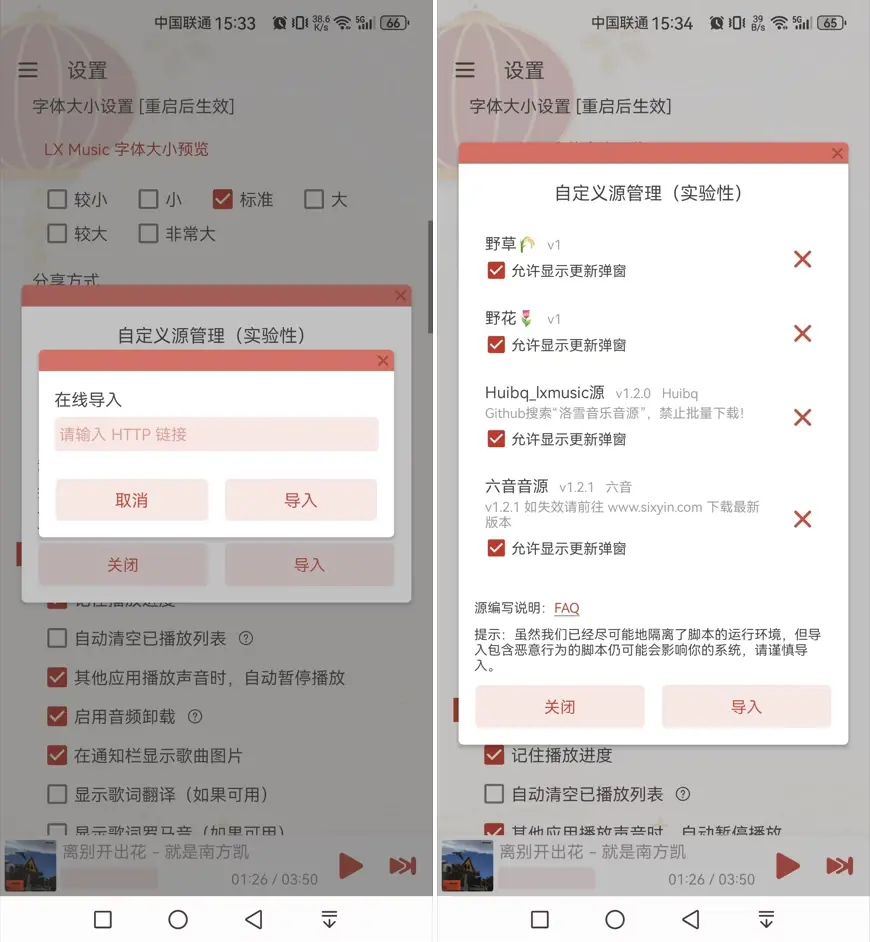 中国联通 15:33
38.6
K/s
5G
66
设置
字体大小设置 [重启后生效]
LX Music 字体大小预览
较小
小
标准
大
较大
非常大
分享方式
自定义源管理（实验性）
在线导入
请输入 HTTP 链接
取消
导入
关闭
导入
记住播放进度
自动清空已播放列表
其他应用播放声音时，自动暂停播放
启用音频卸载
在通知栏显示歌曲图片
显示歌词翻译（如果可用）
显示歌词罗马音（如果可用）
离别开出花 - 就是南方凯
01:26 / 03:50
中国联通 15:34
39
B/s
5G
65
设置
字体大小设置 [重启后生效]
自定义源管理（实验性）
野草 v1
允许显示更新弹窗
野花 v1
允许显示更新弹窗
Huibq_lxmusic源 v1.2.0 Huibq
Github搜索“洛雪音乐音源”，禁止批量下载！
允许显示更新弹窗
六音音源 v1.2.1 六音
v1.2.1 如失效请前往 www.sixyin.com 下载最新
版本
允许显示更新弹窗
源编写说明： FAQ
提示：虽然我们已经尽可能地隔离了脚本的运行环境，但导
入包含恶意行为的脚本仍可能会影响你的系统，请谨慎导
入。
关闭
导入
记住播放进度
自动清空已播放列表
其他应用播放声音时，自动暂停播放
离别开出花 - 就是南方凯
01:26 / 03:50